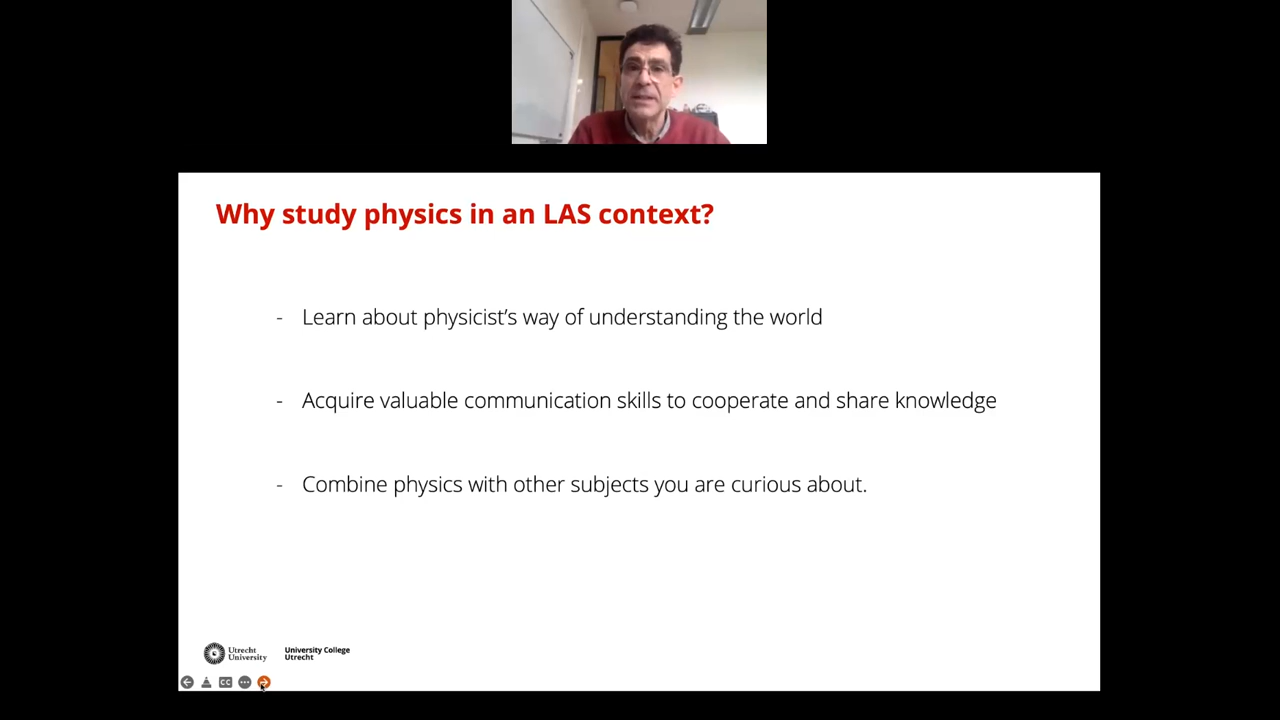 Why study physics in an LAS context?
- Learn about physicist's way of understanding the world
- Acquire valuable communication skills to cooperate and share knowledge
- Combine physics with other subjects you are curious about.
Utrecht
University
University College
Utrecht
CC